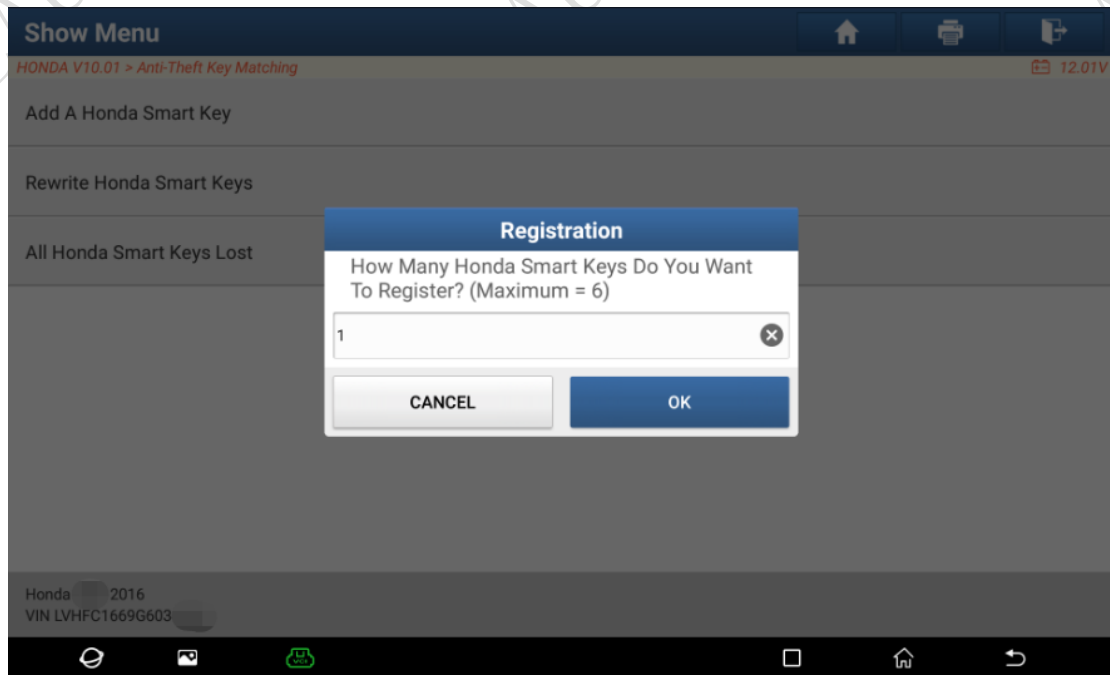 Show Menu
HONDA V10.01 > Anti-Theft Key Matching
12.01V
Add A Honda Smart Key
Rewrite Honda Smart Keys
All Honda Smart Keys Lost
Registration
How Many Honda Smart Keys Do You Want
To Register? (Maximum = 6)
1
CANCEL
OK
Honda 2016
VIN LVHFC1669G603
VCI